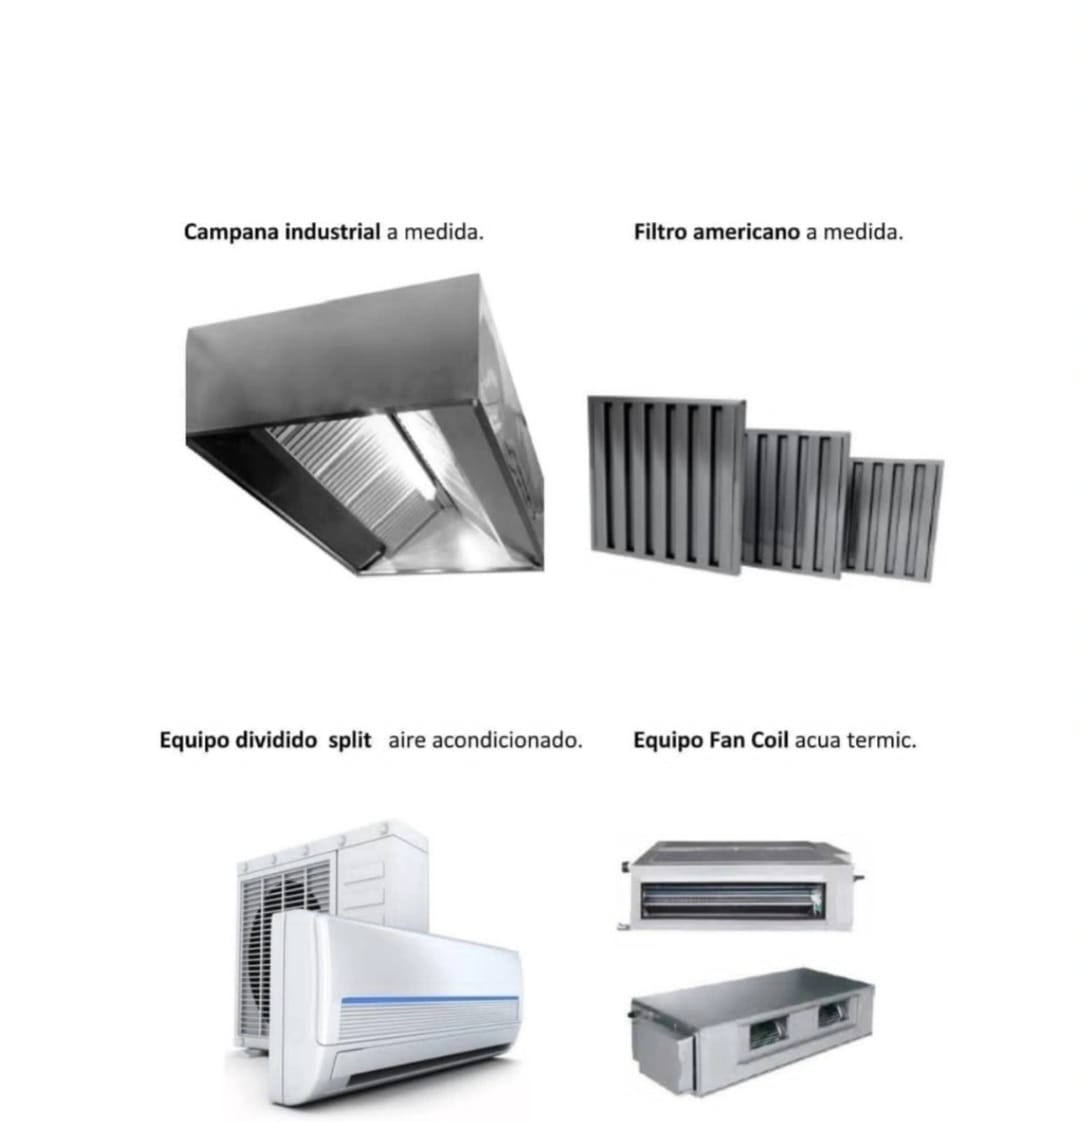 Campana industrial a medida.
Filtro americano a medida.
Equipo dividido split aire acondicionado.
Equipo Fan Coil acua termic.